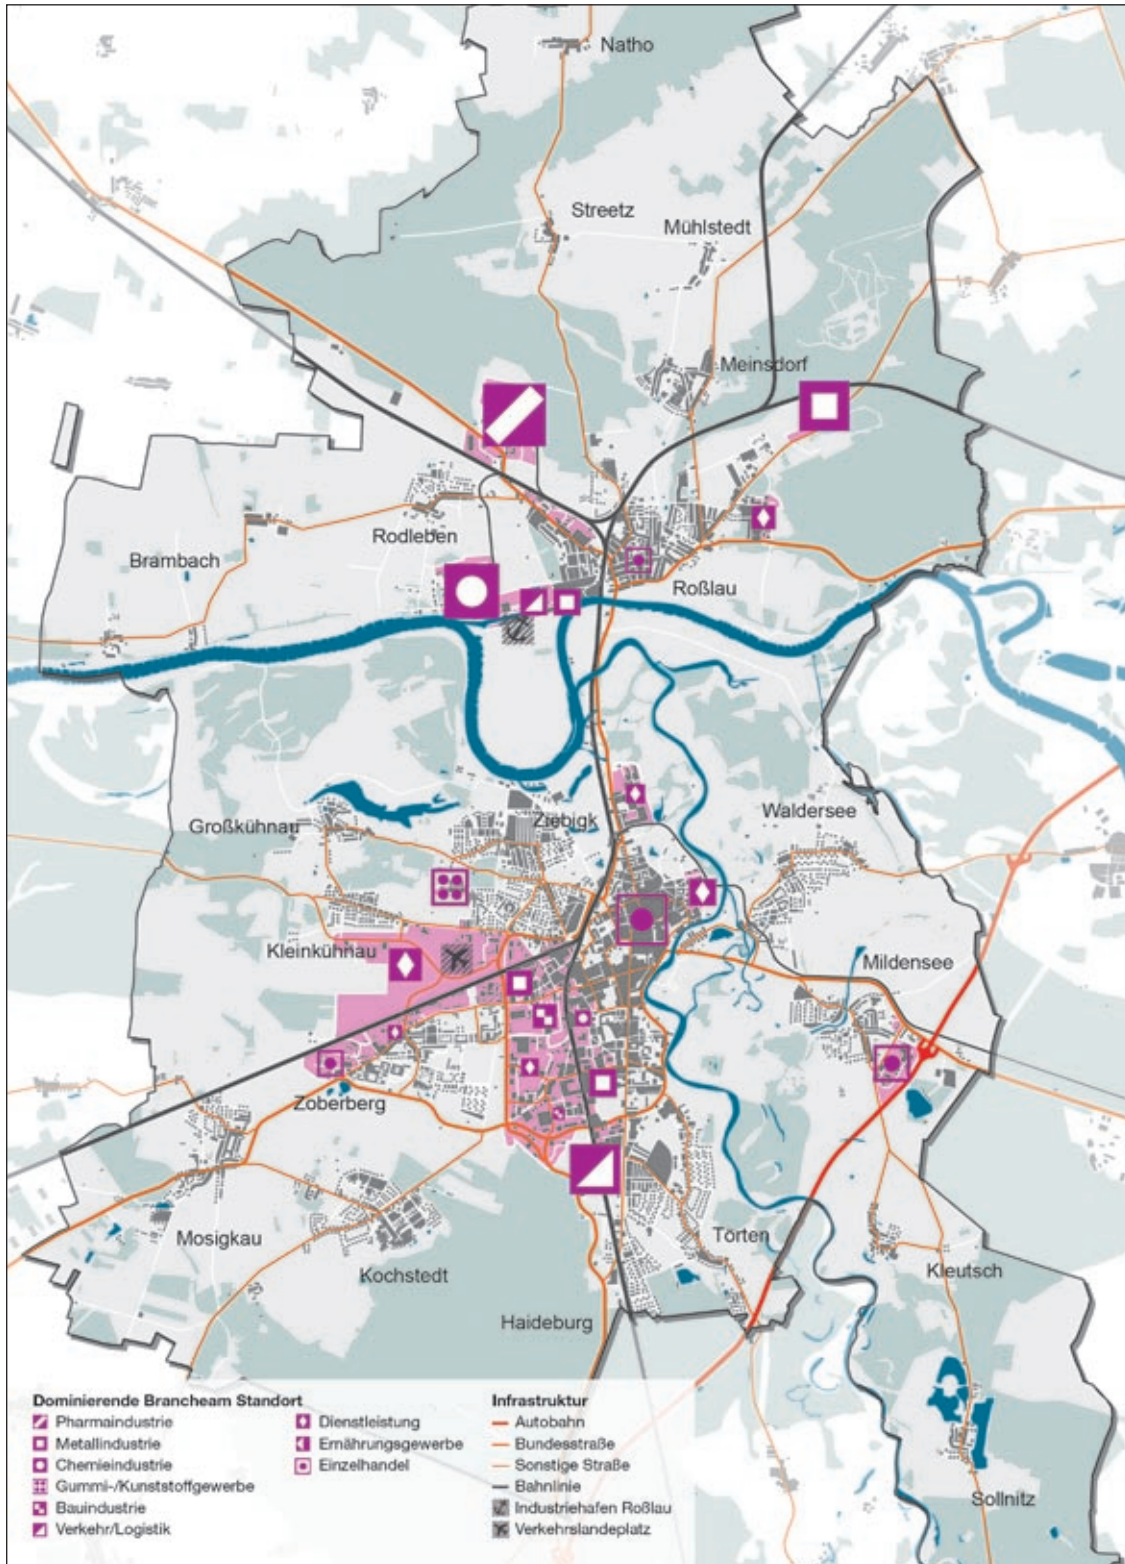 Natho
Streetz
Mühlstedt
Meinsdorf
Rodleben
Brambach
Roßlau
Waldersee
Großkühnau
Ziebigk
Kleinkühnau
Mildensee
Zoberberg
Mosigkau
Törten
Kochstedt
Kleutsch
Haideburg
Sollnitz
Dominierende Brancheam Standort
Pharmaindustrie
Metallindustrie
Chemieindustrie
Gummi-/Kunststoffgewerbe
Bauindustrie
Verkehr/Logistik
Dienstleistung
Ernährungsgewerbe
Einzelhandel
Infrastruktur
Autobahn
Bundesstraße
Sonstige Straße
Bahnlinie
Industriehafen Roßlau
Verkehrslandeplatz